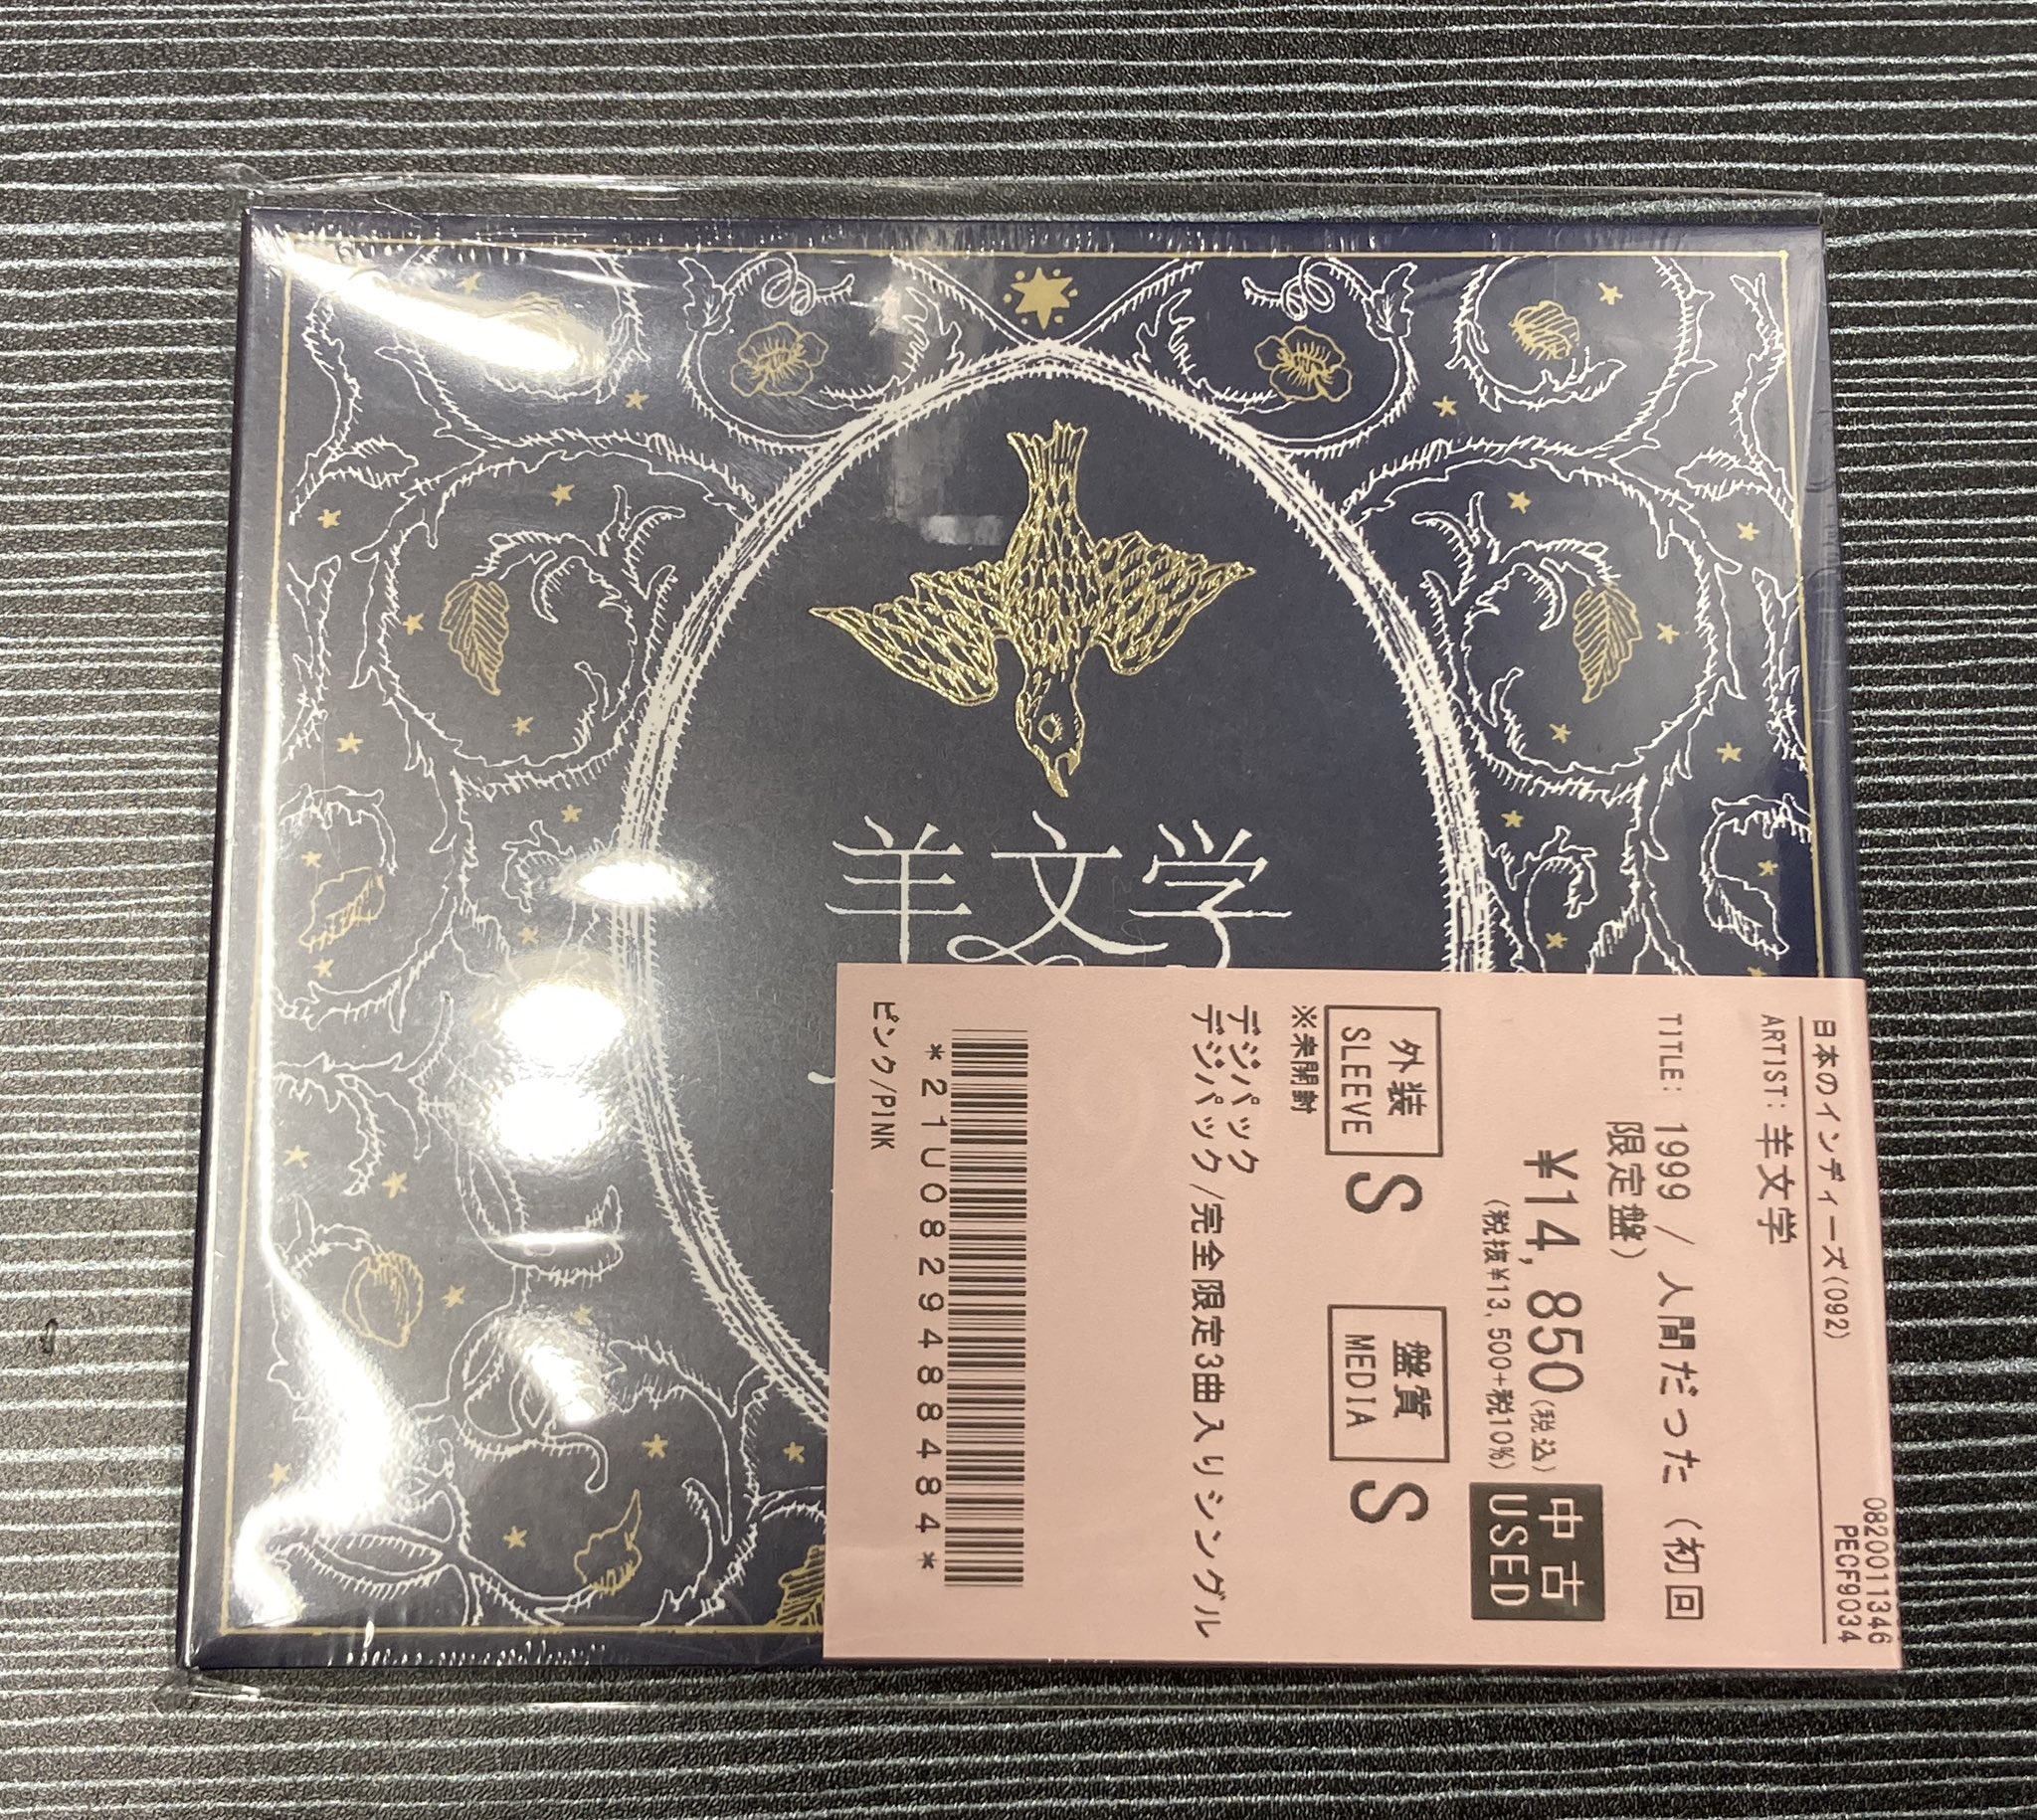 羊文学
0820011346
PECF9034
日本のインディーズ(092)
ARTIST: 羊文学
TITLE: 1999 / 人間だった (初回
限定盤)
¥14,850(税込)
(税抜¥13,500+税10%)
中古
USED
外装
SLEEVE
S
盤質
MEDIA
S
※未開封
デジパック
デジパック/完全限定3曲入りシングル
*21U082948884​84*
ピンク/PINK